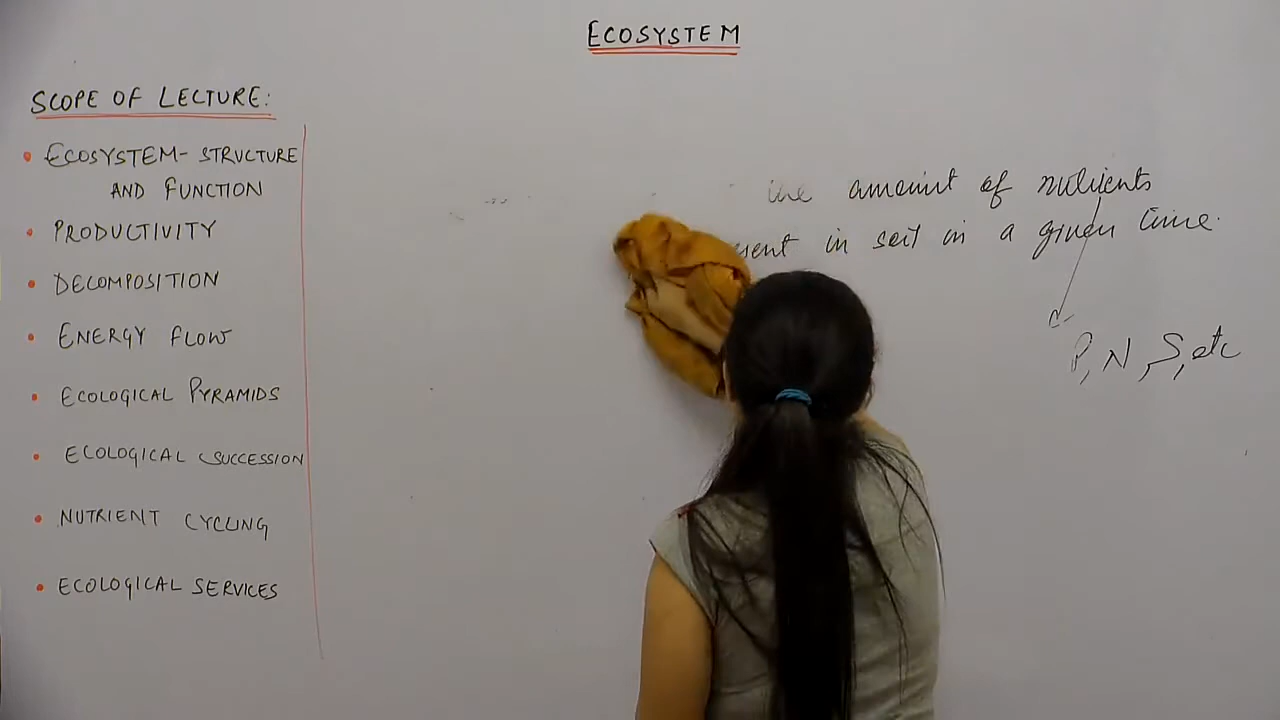 ECOSYSTEM
SCOPE OF LECTURE:
• ECOSYSTEM- STRUCTURE
AND FUNCTION
• PRODUCTIVITY
• DECOMPOSITION
• ENERGY FLOW
• ECOLOGICAL PYRAMIDS
• ECOLOGICAL SUCCESSION
• NUTRIENT CYCLING
• ECOLOGICAL SERVICES
the amount of nutrients
in soil in a given time.
P, N, S, etc